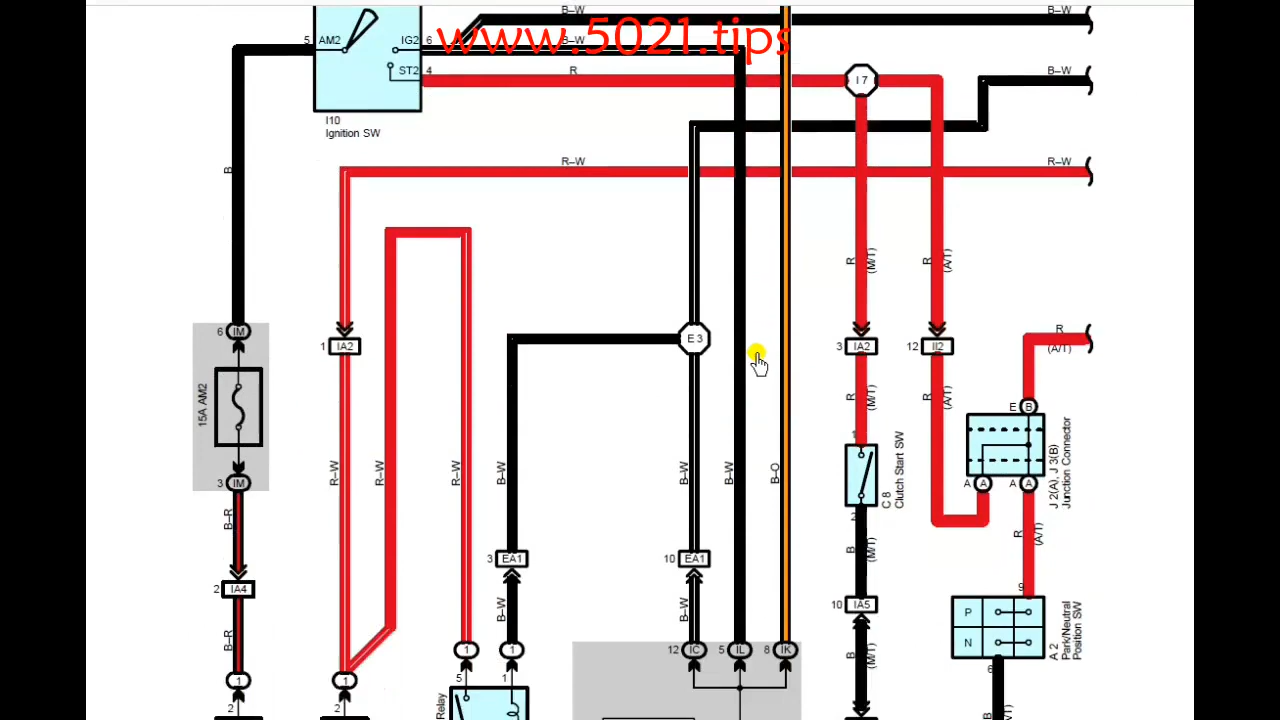 B–W
B–W
www.5021.tips
5
AM2
IG2
6
B–W
ST2
4
R
I 7
B–W
I10
Ignition SW
B
R–W
R–W
R
(M/T)
R
(A/T)
6
IM
E 3
R
(A/T)
1
IA2
3
IA2
12
II2
15A AM2
R
(M/T)
R
(A/T)
E
B
1
R–W
R–W
R–W
B–W
B–W
B–W
B–O
C 8
Clutch Start SW
J 2(A), J 3(B)
Junction Connector
3
IM
A
A
A
A
2
B–R
B
(M/T)
R
(A/T)
3
EA1
10
EA1
2
IA4
9
B–W
B–W
10
IA5
P
N
A 2
Park/Neutral
Position SW
B–R
B
(M/T)
1
1
12
IC
5
IL
8
IK
6
1
1
5
1
2
2
Relay
B
(A/T)